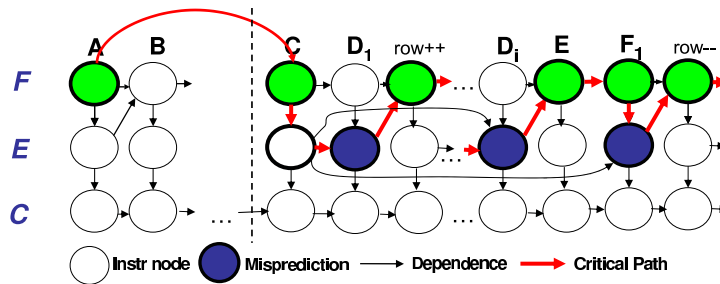 A B C D1 row++ Di E F1 row--
F
...
E
...
C
... ...
Instr node Misprediction Dependence Critical Path